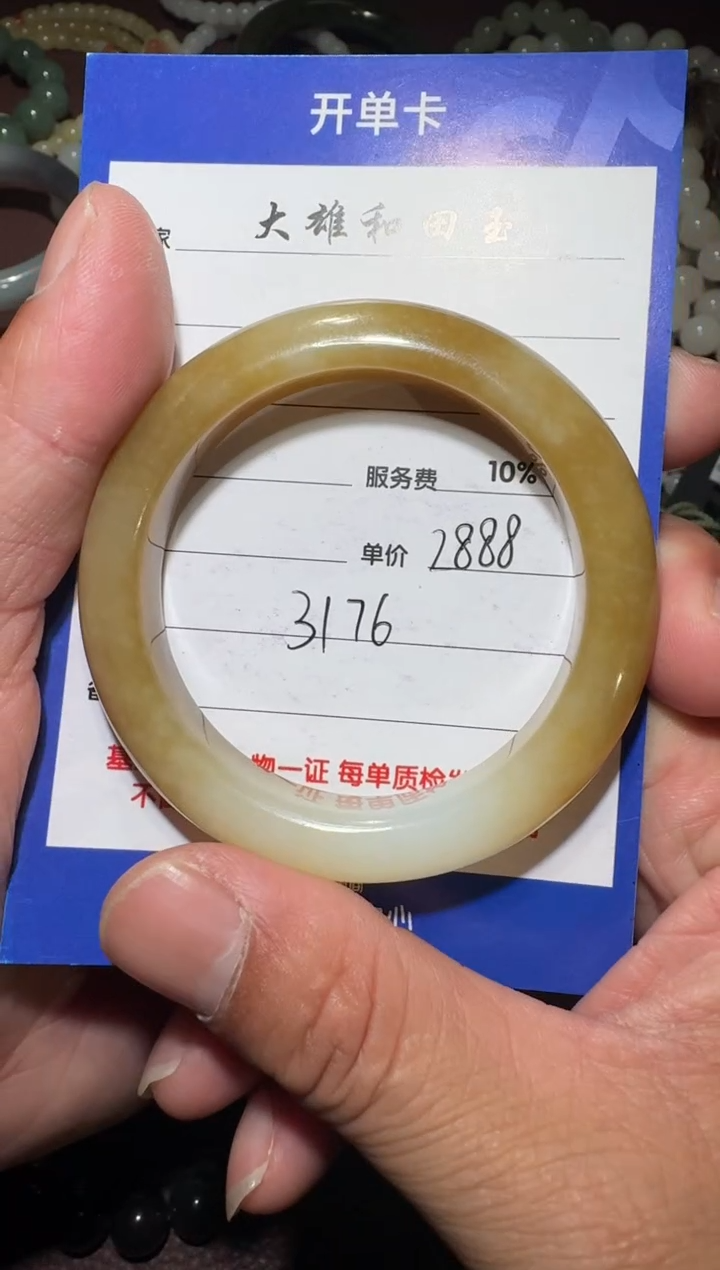 开单卡
家 大雄和田玉
服务费 10%
单价 2888
3176
物一证 每单质检